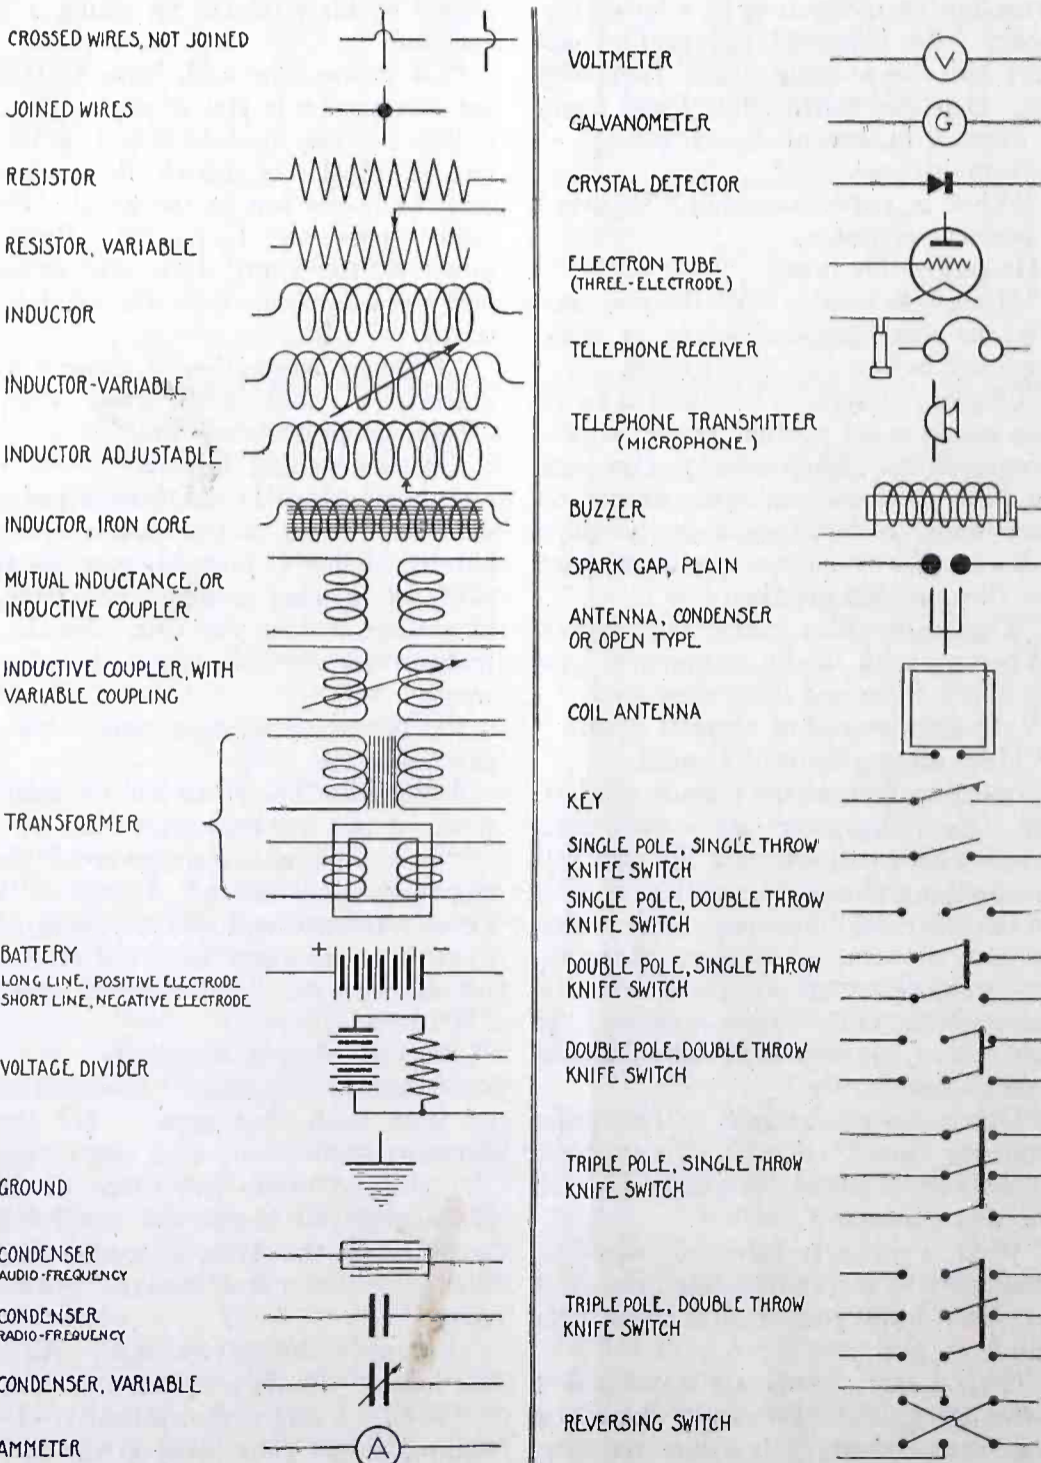 CROSSED WIRES, NOT JOINED
JOINED WIRES
RESISTOR
RESISTOR, VARIABLE
INDUCTOR
INDUCTOR-VARIABLE
INDUCTOR ADJUSTABLE
INDUCTOR, IRON CORE
MUTUAL INDUCTANCE, OR
INDUCTIVE COUPLER
INDUCTIVE COUPLER, WITH
VARIABLE COUPLING
TRANSFORMER
BATTERY
LONG LINE, POSITIVE ELECTRODE
SHORT LINE, NEGATIVE ELECTRODE
+ −
VOLTAGE DIVIDER
GROUND
CONDENSER
AUDIO-FREQUENCY
CONDENSER
RADIO-FREQUENCY
CONDENSER, VARIABLE
AMMETER
A
VOLTMETER
V
GALVANOMETER
G
CRYSTAL DETECTOR
ELECTRON TUBE
(THREE-ELECTRODE)
TELEPHONE RECEIVER
TELEPHONE TRANSMITTER
(MICROPHONE)
BUZZER
SPARK GAP, PLAIN
ANTENNA, CONDENSER
OR OPEN TYPE
COIL ANTENNA
KEY
SINGLE POLE, SINGLE THROW
KNIFE SWITCH
SINGLE POLE, DOUBLE THROW
KNIFE SWITCH
DOUBLE POLE, SINGLE THROW
KNIFE SWITCH
DOUBLE POLE, DOUBLE THROW
KNIFE SWITCH
TRIPLE POLE, SINGLE THROW
KNIFE SWITCH
TRIPLE POLE, DOUBLE THROW
KNIFE SWITCH
REVERSING SWITCH